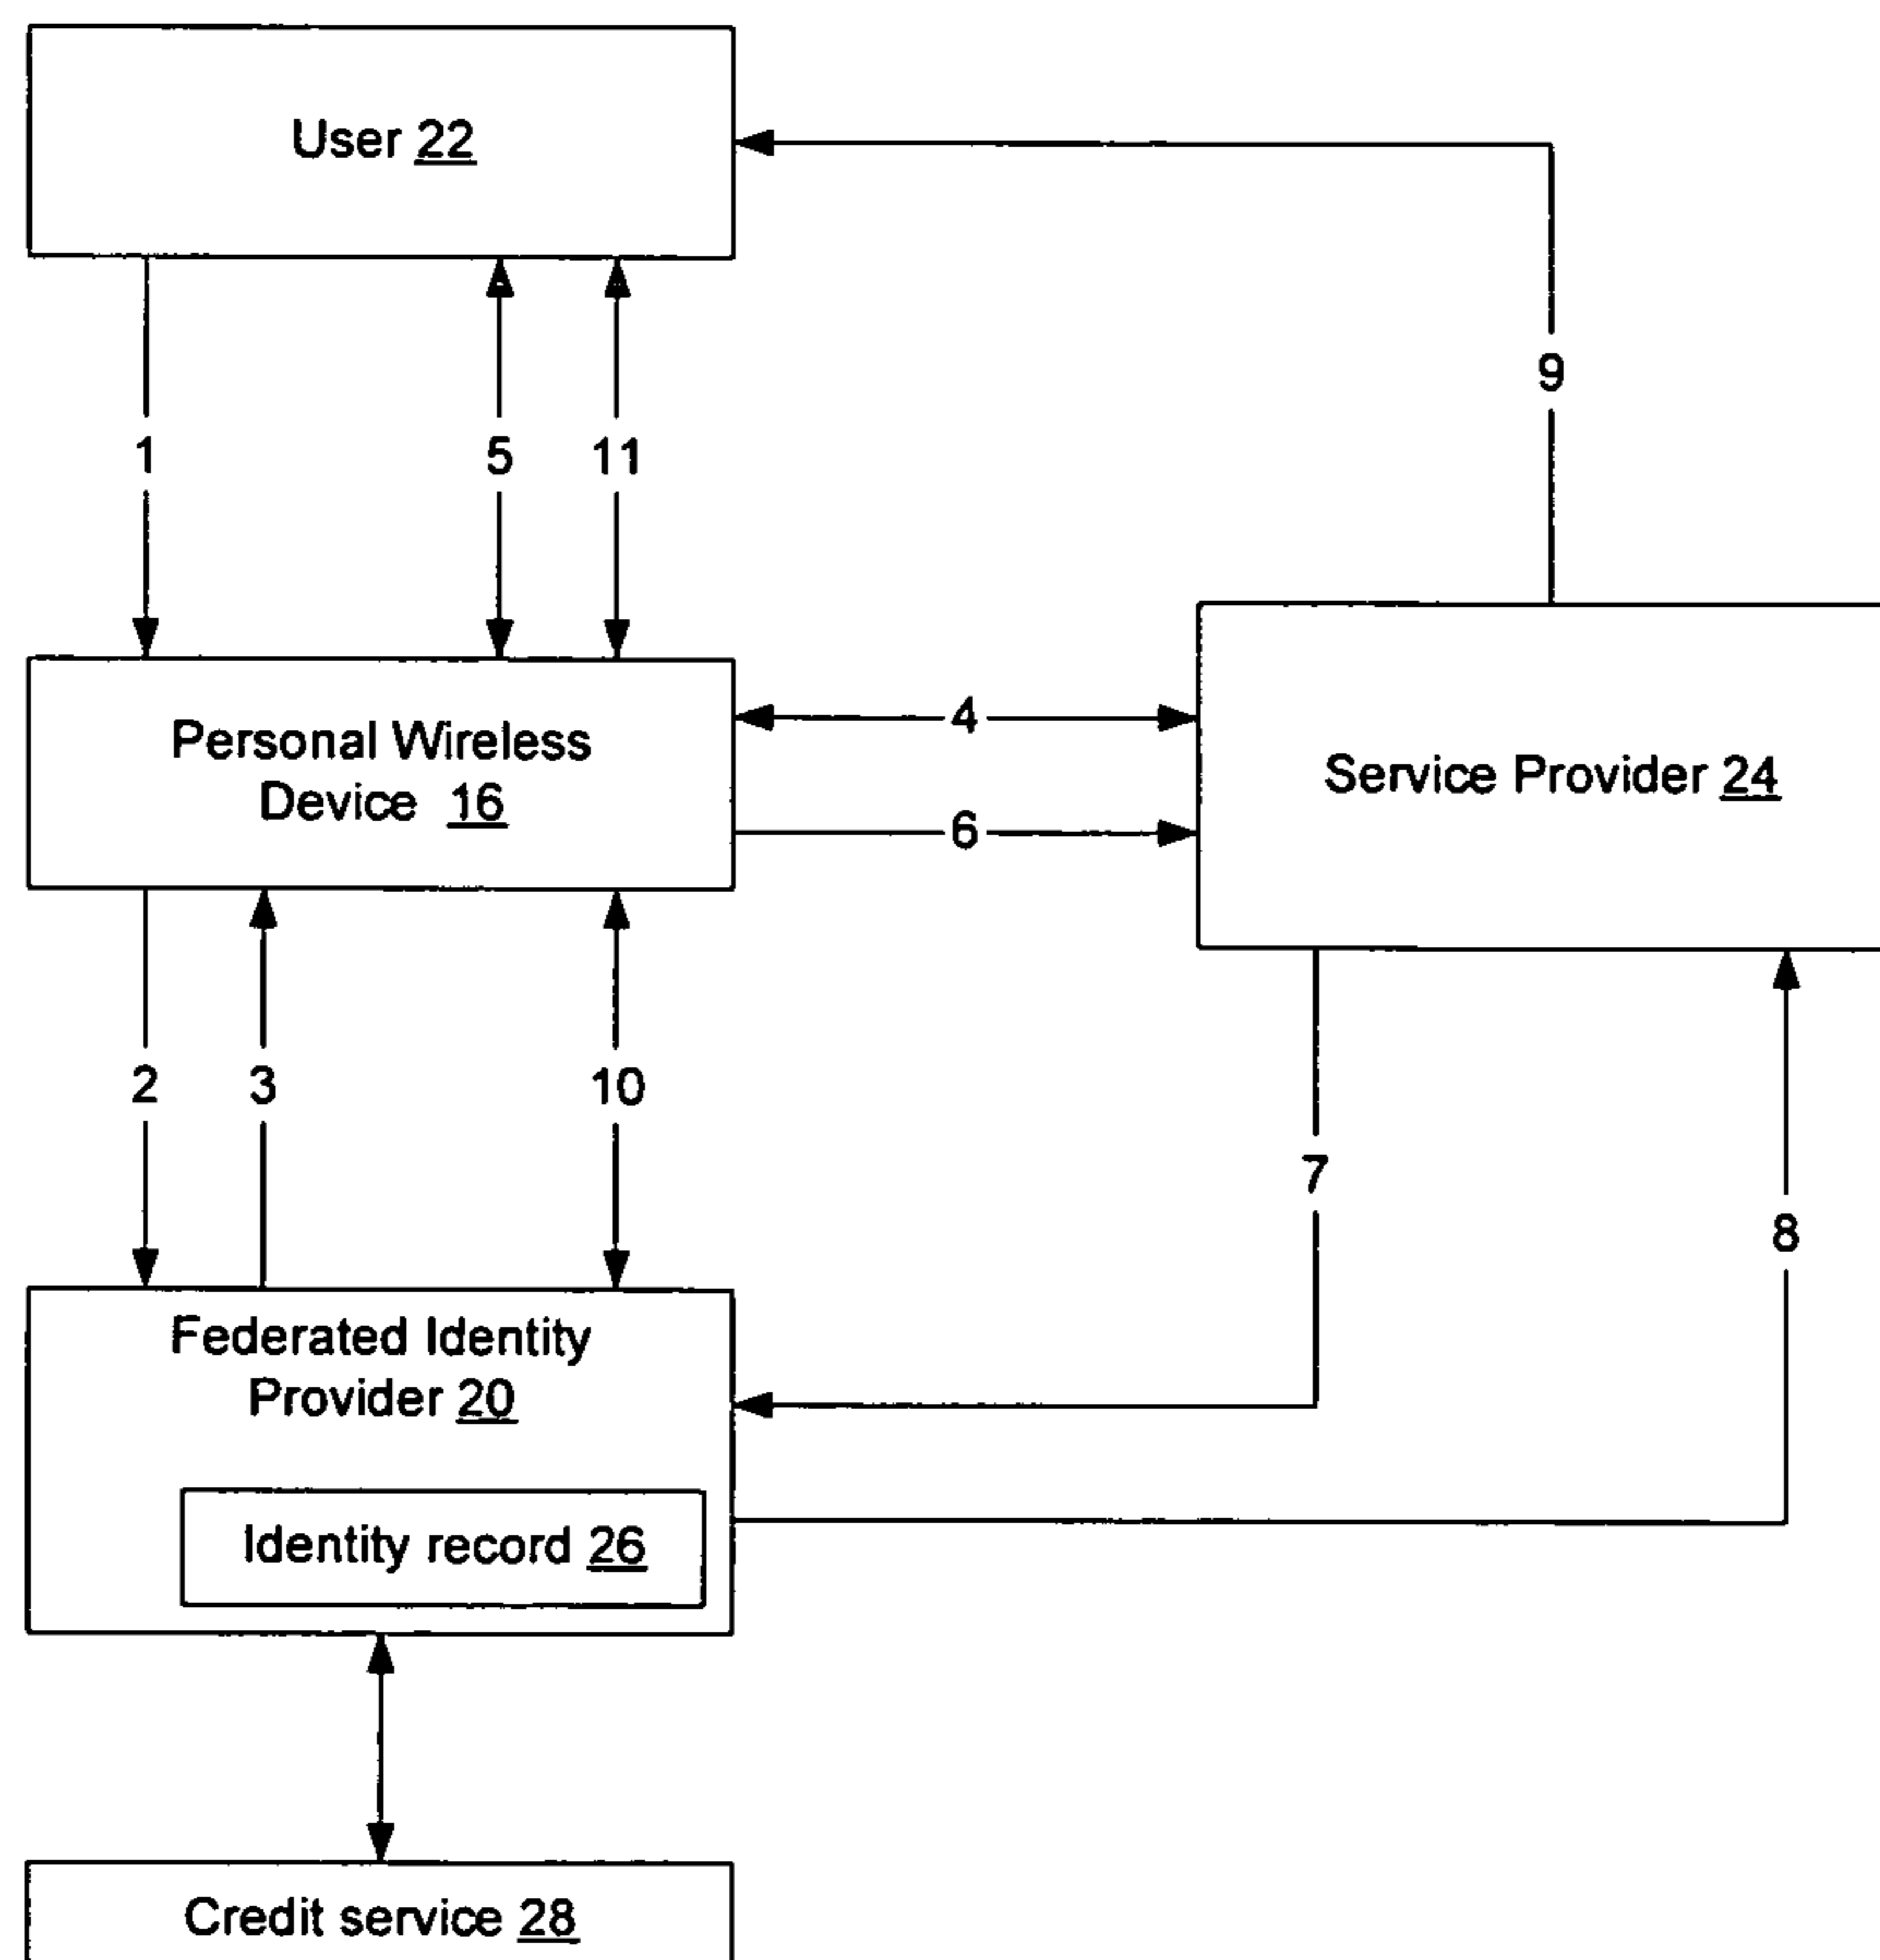 User 22
9
1 5 11
Personal Wireless
Device 16
4
Service Provider 24
6
2 3 10
7
8
Federated Identity
Provider 20
Identity record 26
Credit service 28